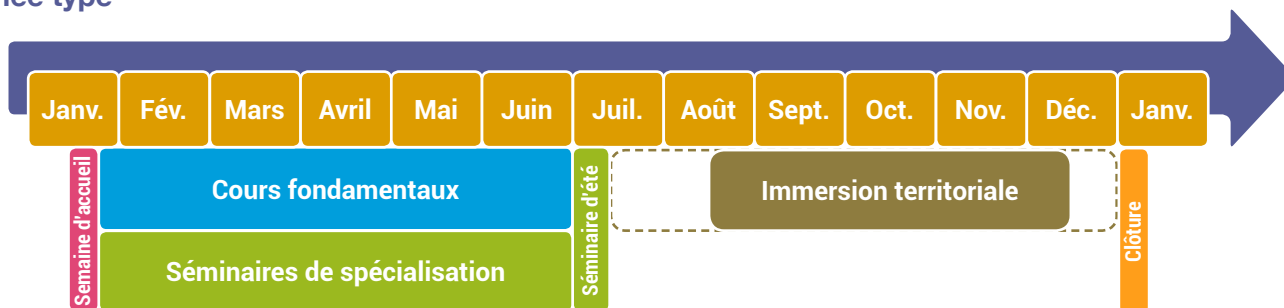 type
Janv. Fév. Mars Avril Mai Juin Juil. Août Sept. Oct. Nov. Déc. Janv.
Semaine d'accueil
Cours fondamentaux
Séminaires de spécialisation
Séminaire d'été
Immersion territoriale
Clôture